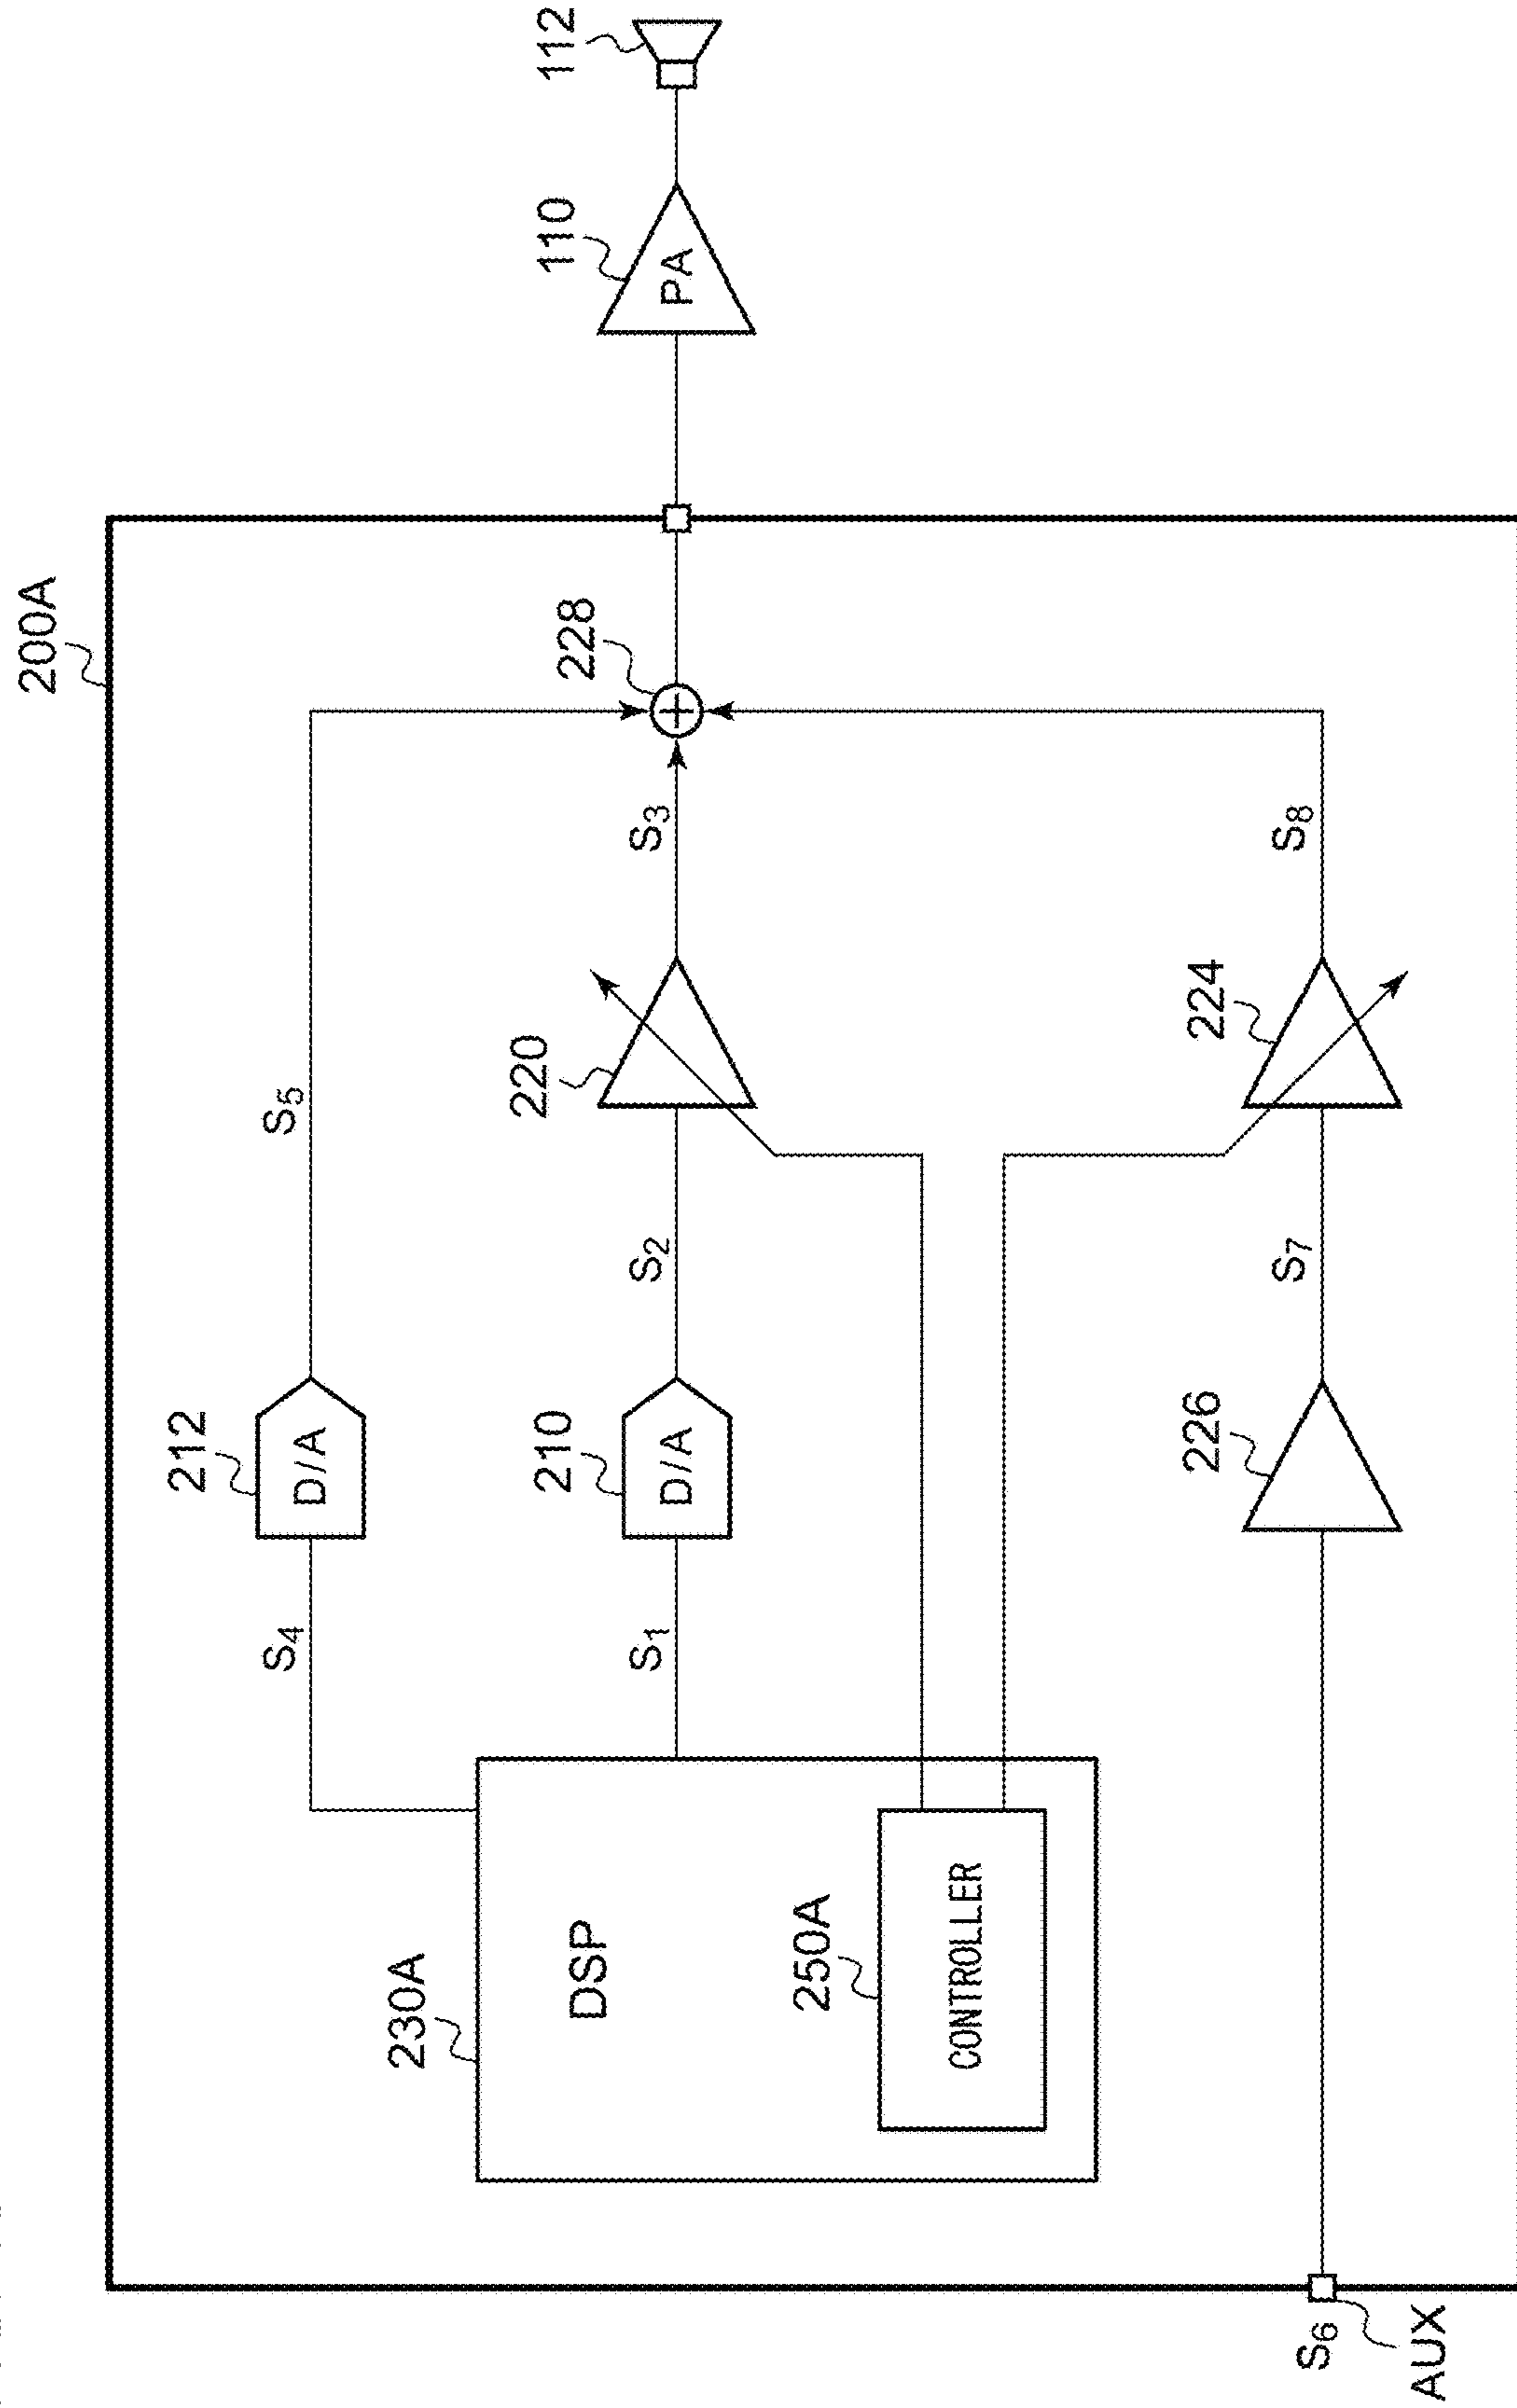 200A
212
D/A
S4
S5
230A
DSP
S1
210
D/A
S2
220
S3
228
110
PA
112
250A
CONTROLLER
S6
AUX
226
S7
224
S8